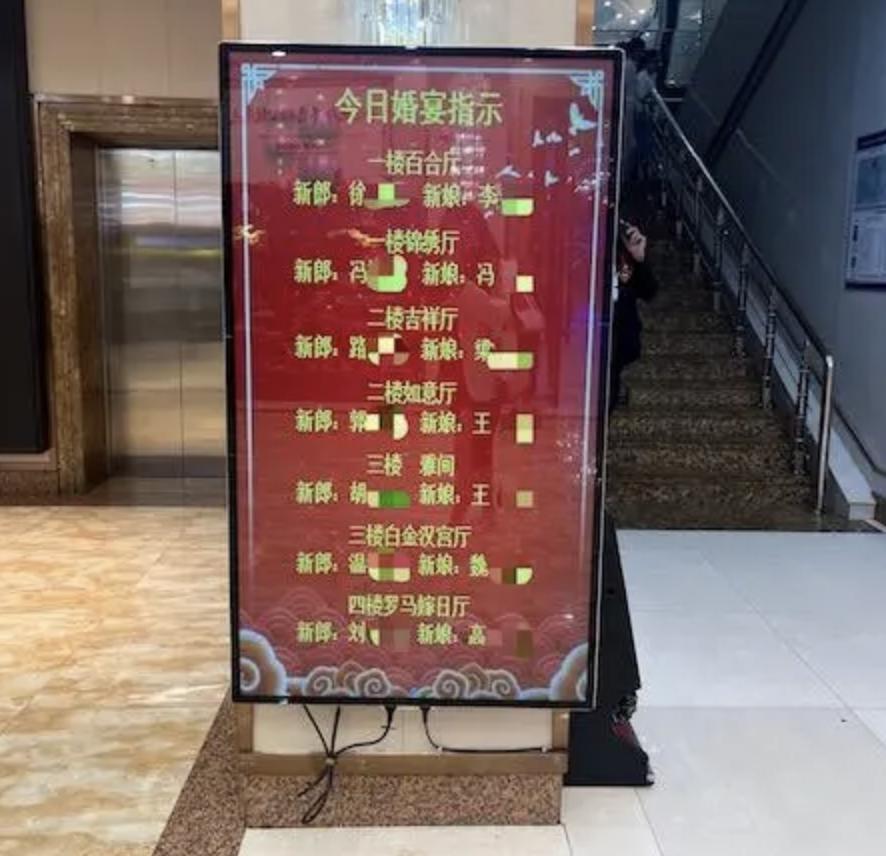 今日婚宴指示
一楼百合厅
新郎：徐 新娘：李
一楼锦绣厅
新郎：冯 新娘：冯
二楼吉祥厅
新郎：路 新娘：梁
二楼如意厅
新郎：郭 新娘：王
三楼 雅间
新郎：胡 新娘：王
三楼白金汉宫厅
新郎：温 新娘：魏
四楼罗马嫁日厅
新郎：刘 新娘：高